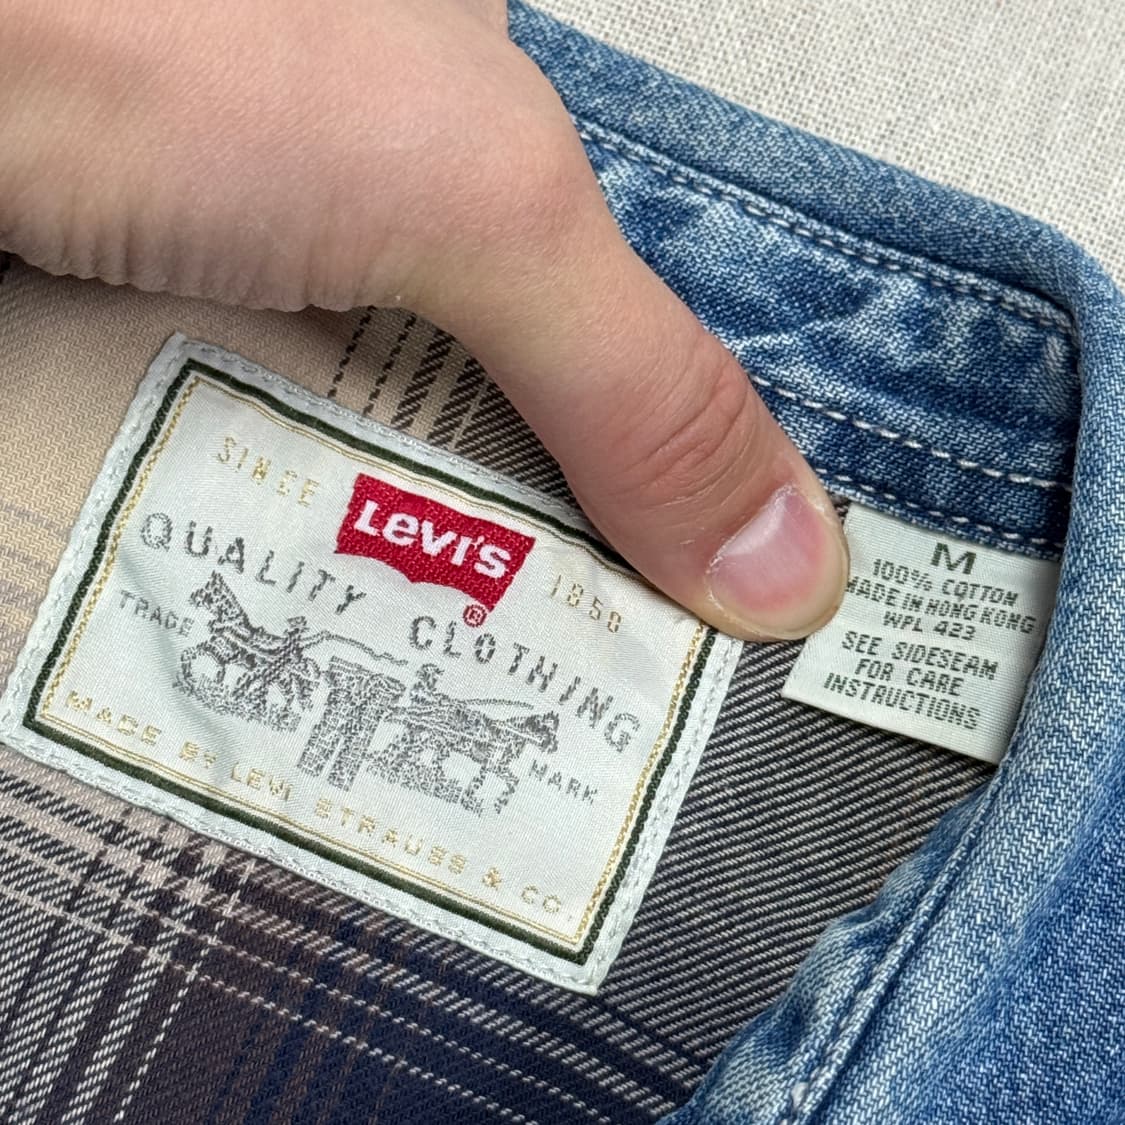 SINCE 1850
LEVI'S
®
QUALITY CLOTHING
TRADE MARK
MADE BY LEVI STRAUSS & CO.
M
100% COTTON
MADE IN HONG KONG
WPL 423
SEE SIDESEAM
FOR CARE
INSTRUCTIONS